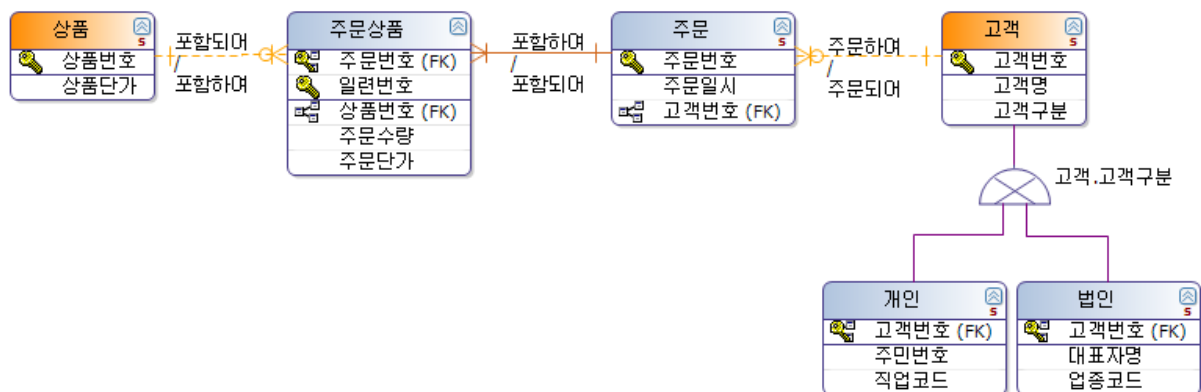 상품
S
상품번호
상품단가
포함되어
/
포함하여
주문상품
주문번호 (FK)
일련번호
상품번호 (FK)
주문수량
주문단가
포함하여
/
포함되어
주문
S
주문번호
주문일시
고객번호 (FK)
주문하여
/
주문되어
고객
S
고객번호
고객명
고객구분
고객.고객구분
개인
S
고객번호 (FK)
주민번호
직업코드
법인
S
고객번호 (FK)
대표자명
업종코드